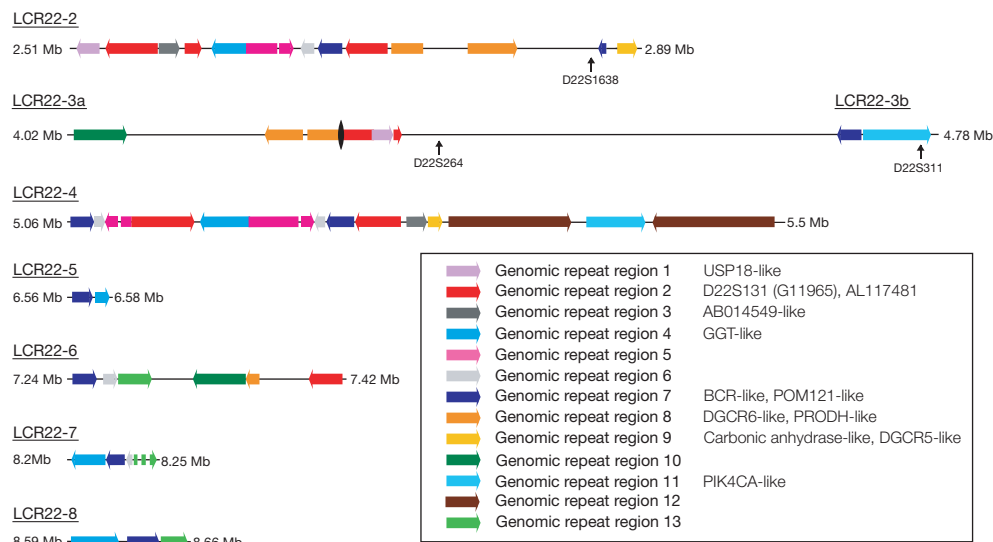 LCR22-2
2.51 Mb 2.89 Mb
D22S1638
LCR22-3a LCR22-3b
4.02 Mb 4.78 Mb
D22S264 D22S311
LCR22-4
5.06 Mb 5.5 Mb
LCR22-5
6.56 Mb 6.58 Mb
LCR22-6
7.24 Mb 7.42 Mb
LCR22-7
8.2Mb 8.25 Mb
LCR22-8
8.59 Mb 8.66 Mb
Genomic repeat region 1 USP18-like
Genomic repeat region 2 D22S131 (G11965), AL117481
Genomic repeat region 3 AB014549-like
Genomic repeat region 4 GGT-like
Genomic repeat region 5
Genomic repeat region 6
Genomic repeat region 7 BCR-like, POM121-like
Genomic repeat region 8 DGCR6-like, PRODH-like
Genomic repeat region 9 Carbonic anhydrase-like, DGCR5-like
Genomic repeat region 10
Genomic repeat region 11 PIK4CA-like
Genomic repeat region 12
Genomic repeat region 13